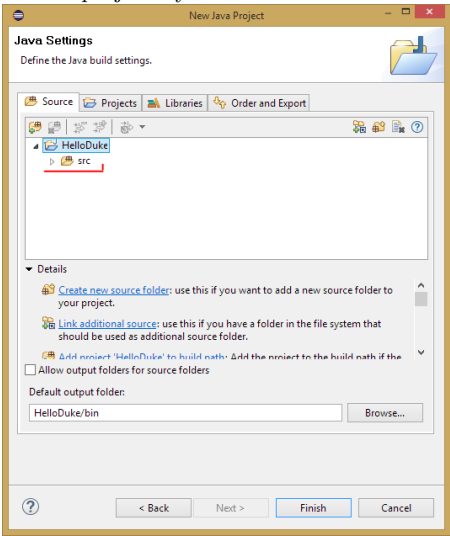 New Java Project
Java Settings
Define the Java build settings.
Source Projects Libraries Order and Export
HelloDuke
src
Details
Create new source folder: use this if you want to add a new source folder to
your project.
Link additional source: use this if you have a folder in the file system that
should be used as additional source folder.
Add project 'HelloDuke' to build path: Add the project to the build path if the
Allow output folders for source folders
Default output folder:
HelloDuke/bin Browse...
< Back Next > Finish Cancel